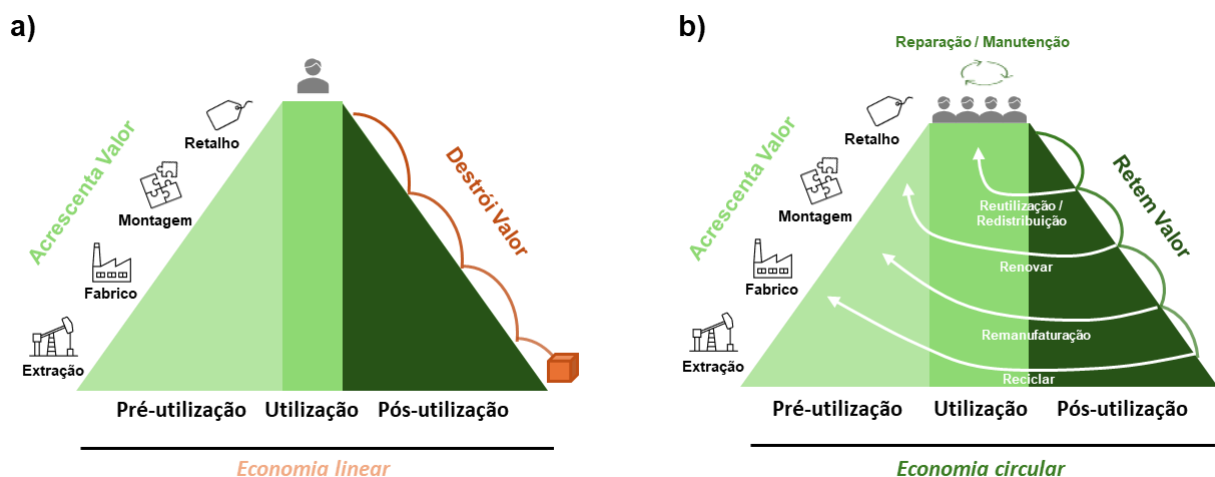 a)
Acrescenta Valor
Retalho
Montagem
Fabrico
Extração
Destrói Valor
Pré-utilização
Utilização
Pós-utilização
Economia linear
b)
Reparação / Manutenção
Acrescenta Valor
Retalho
Montagem
Fabrico
Extração
Retem Valor
Reutilização /
Redistribuição
Renovar
Remanufaturação
Reciclar
Pré-utilização
Utilização
Pós-utilização
Economia circular